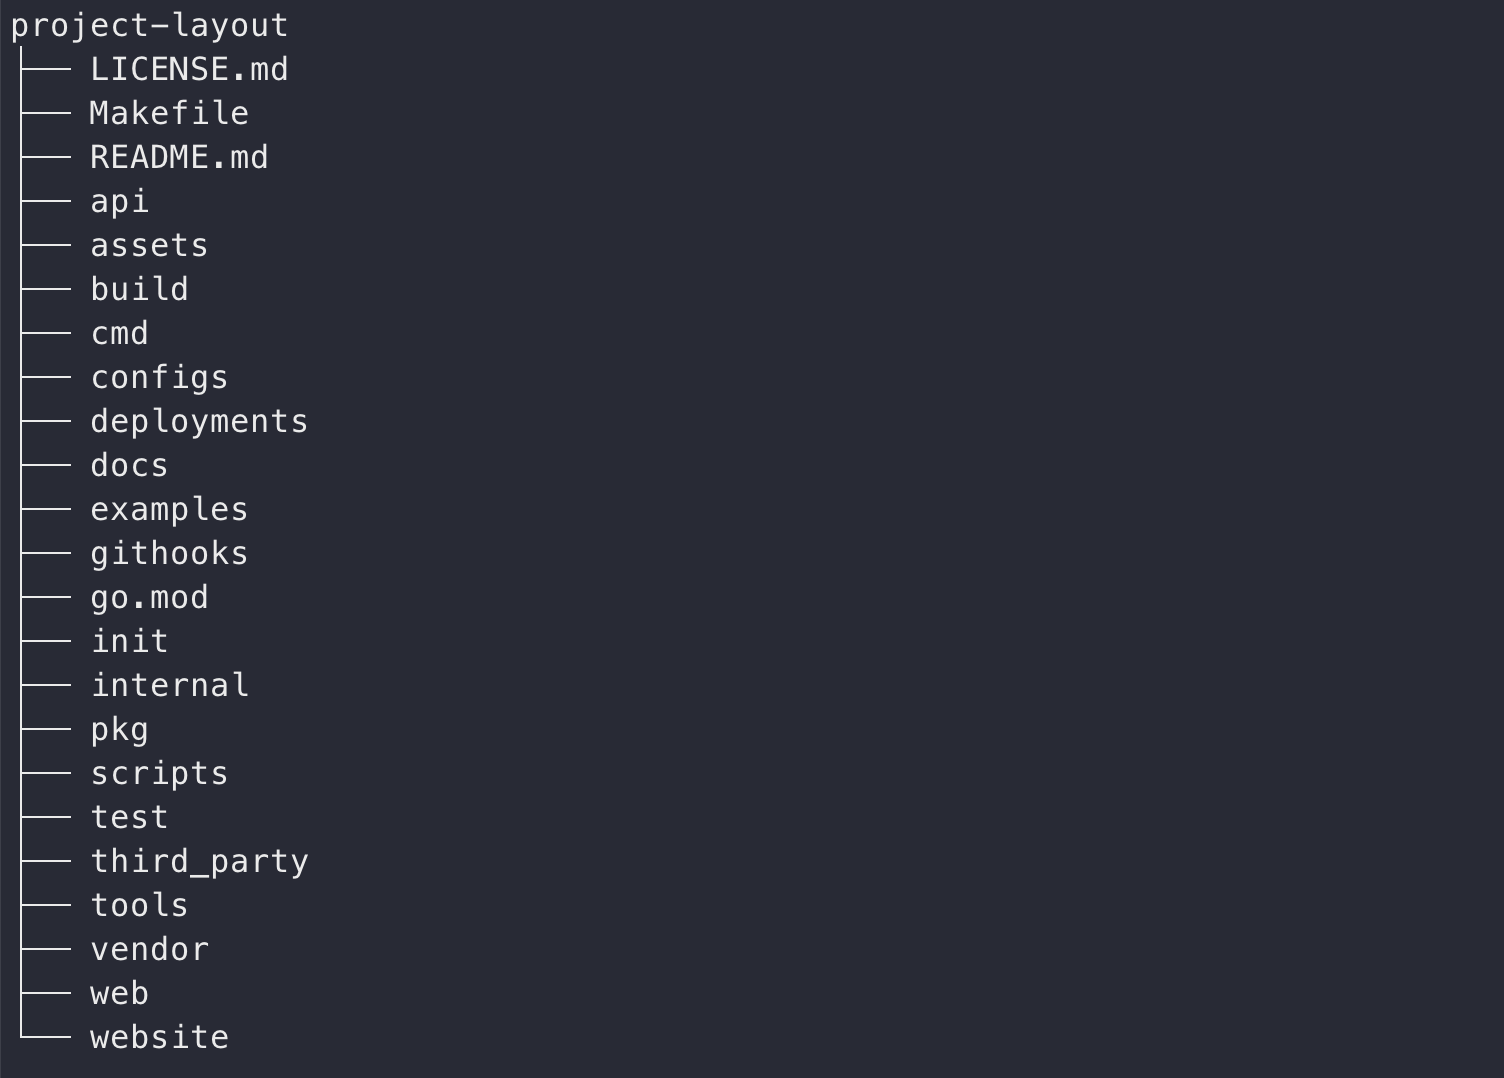 project-layout
├── LICENSE.md
├── Makefile
├── README.md
├── api
├── assets
├── build
├── cmd
├── configs
├── deployments
├── docs
├── examples
├── githooks
├── go.mod
├── init
├── internal
├── pkg
├── scripts
├── test
├── third_party
├── tools
├── vendor
├── web
└── website